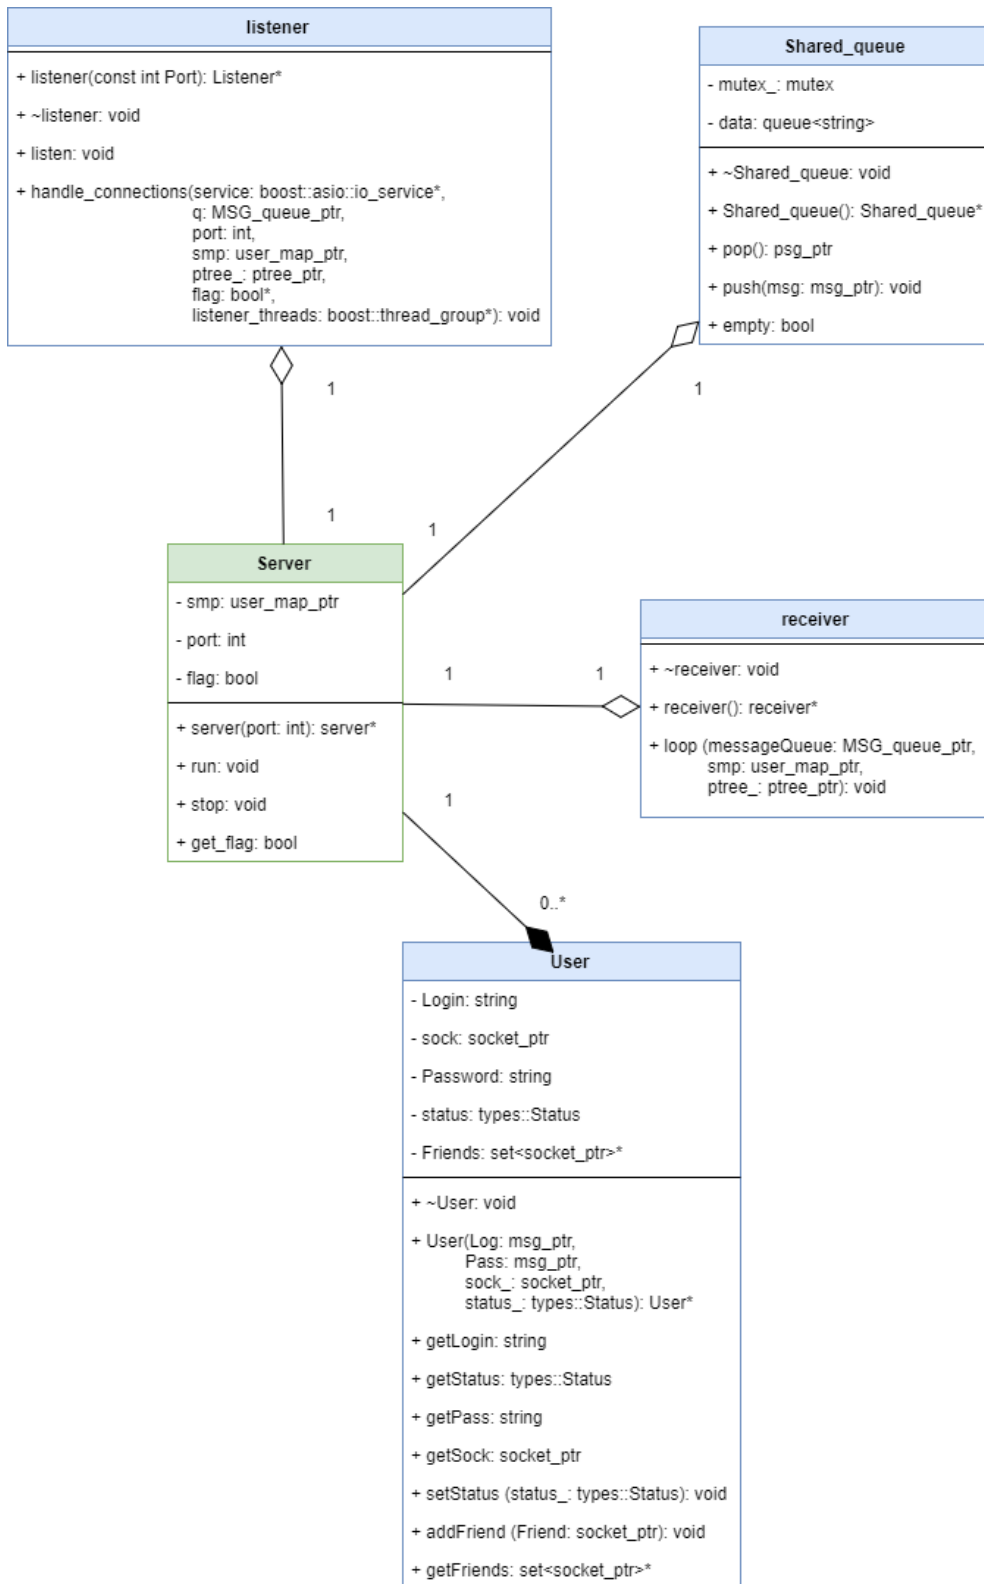 listener
+ listener(const int Port): Listener*
+ ~listener: void
+ listen: void
+ handle_connections(service: boost::asio::io_service*,
q: MSG_queue_ptr,
port: int,
smp: user_map_ptr,
ptree_: ptree_ptr,
flag: bool*,
listener_threads: boost::thread_group*): void
Shared_queue
- mutex_: mutex
- data: queue<string>
+ ~Shared_queue: void
+ Shared_queue(): Shared_queue*
+ pop(): psg_ptr
+ push(msg: msg_ptr): void
+ empty: bool
1
1
1
1
Server
- smp: user_map_ptr
- port: int
- flag: bool
+ server(port: int): server*
+ run: void
+ stop: void
+ get_flag: bool
1
1
receiver
+ ~receiver: void
+ receiver(): receiver*
+ loop (messageQueue: MSG_queue_ptr,
smp: user_map_ptr,
ptree_: ptree_ptr): void
1
0..*
User
- Login: string
- sock: socket_ptr
- Password: string
- status: types::Status
- Friends: set<socket_ptr>*
+ ~User: void
+ User(Log: msg_ptr,
Pass: msg_ptr,
sock_: socket_ptr,
status_: types::Status): User*
+ getLogin: string
+ getStatus: types::Status
+ getPass: string
+ getSock: socket_ptr
+ setStatus (status_: types::Status): void
+ addFriend (Friend: socket_ptr): void
+ getFriends: set<socket_ptr>*